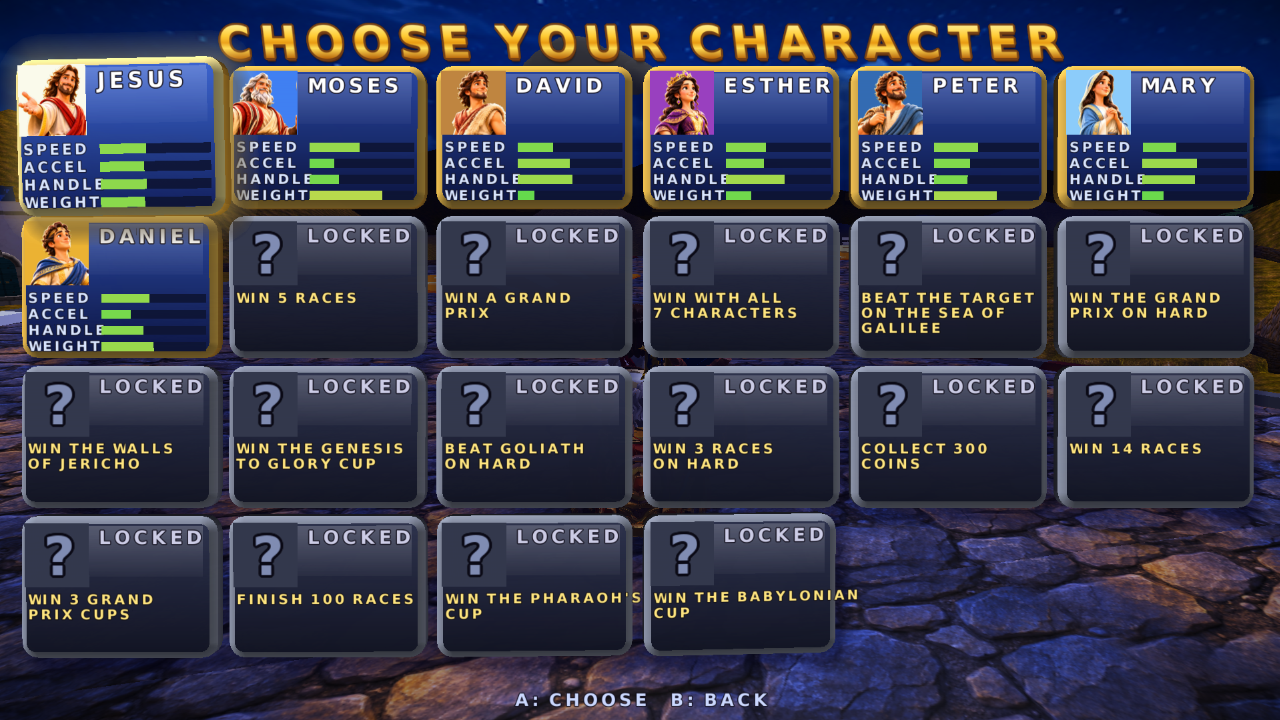 CHOOSE YOUR CHARACTER
JESUS
SPEED
ACCEL
HANDLE
WEIGHT
MOSES
SPEED
ACCEL
HANDLE
WEIGHT
DAVID
SPEED
ACCEL
HANDLE
WEIGHT
ESTHER
SPEED
ACCEL
HANDLE
WEIGHT
PETER
SPEED
ACCEL
HANDLE
WEIGHT
MARY
SPEED
ACCEL
HANDLE
WEIGHT
DANIEL
SPEED
ACCEL
HANDLE
WEIGHT
? LOCKED
WIN 5 RACES
? LOCKED
WIN A GRAND
PRIX
? LOCKED
WIN WITH ALL
7 CHARACTERS
? LOCKED
BEAT THE TARGET
ON THE SEA OF
GALILEE
? LOCKED
WIN THE GRAND
PRIX ON HARD
? LOCKED
WIN THE WALLS
OF JERICHO
? LOCKED
WIN THE GENESIS
TO GLORY CUP
? LOCKED
BEAT GOLIATH
ON HARD
? LOCKED
WIN 3 RACES
ON HARD
? LOCKED
COLLECT 300
COINS
? LOCKED
WIN 14 RACES
? LOCKED
WIN 3 GRAND
PRIX CUPS
? LOCKED
FINISH 100 RACES
? LOCKED
WIN THE PHARAOH'S
CUP
? LOCKED
WIN THE BABYLONIAN
CUP
A: CHOOSE B: BACK